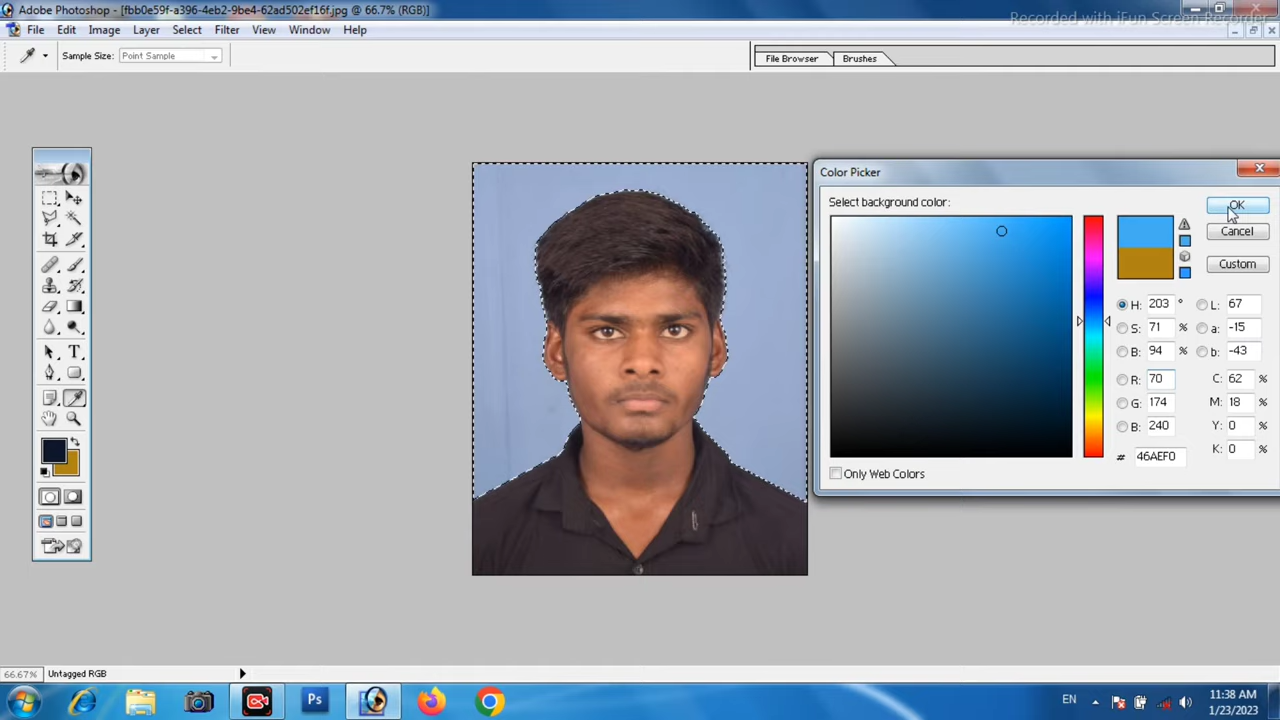 Adobe Photoshop - [fbb0e59f-a396-4eb2-9be4-62ad502ef16f.jpg @ 66.7% (RGB)]
Recorded with iFun Screen Recorder
File Edit Image Layer Select Filter View Window Help
Sample Size: Point Sample
File Browser Brushes
Color Picker
Select background color:
OK
Cancel
Custom
H: 203 ° L: 67
S: 71 % a: -15
B: 94 % b: -43
R: 70 C: 62 %
G: 174 M: 18 %
B: 240 Y: 0 %
# 46AEF0 K: 0 %
Only Web Colors
T
66.67% Untagged RGB
Ps
EN
11:38 AM
1/23/2023